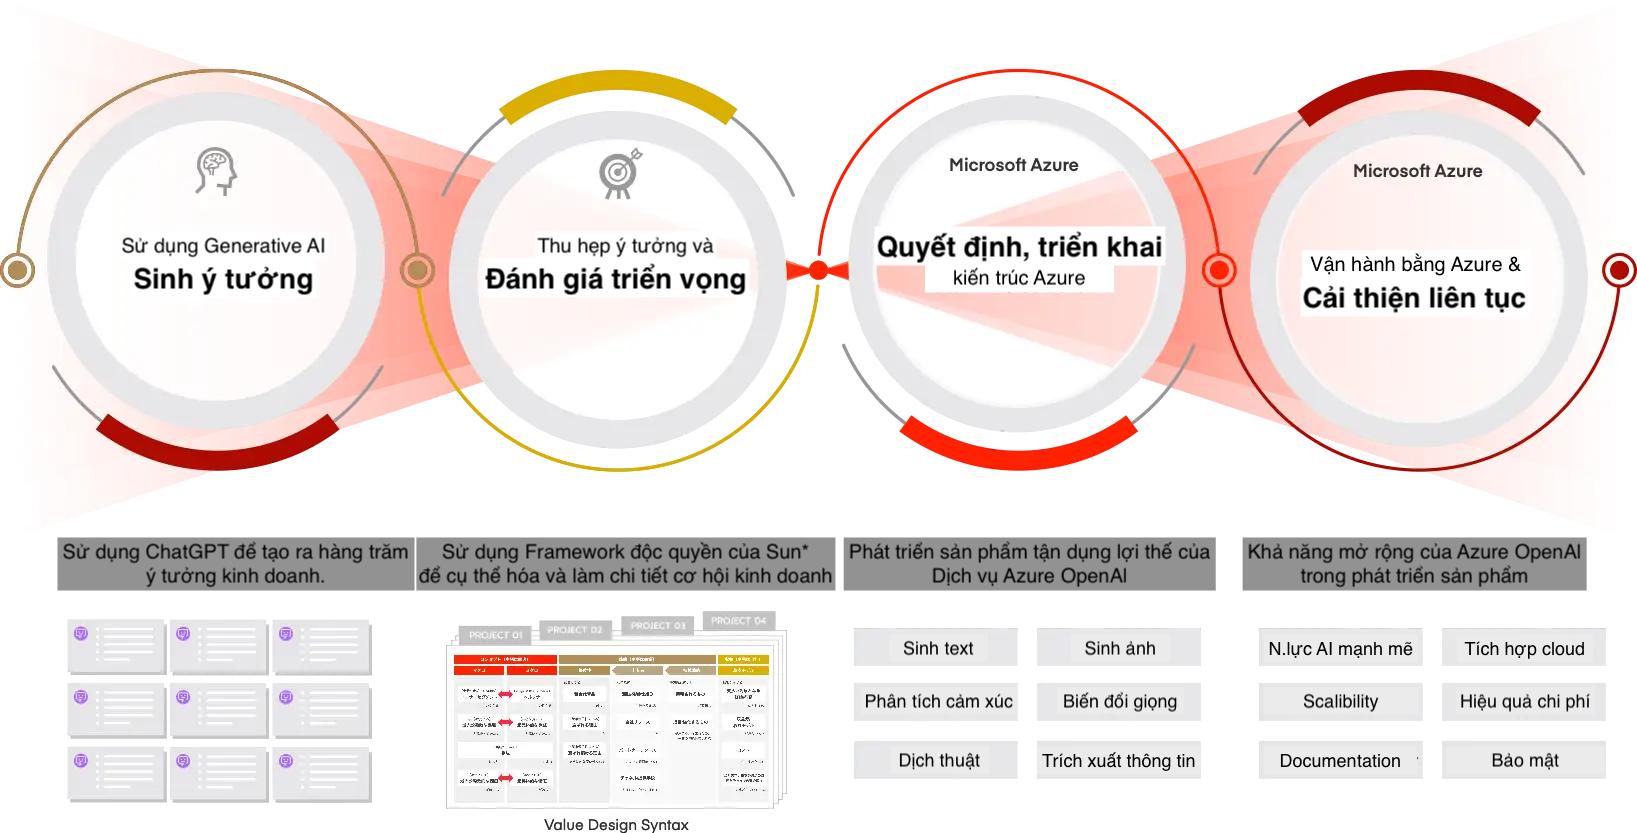 Sử dụng Generative AI
Sinh ý tưởng
Thu hẹp ý tưởng và
Đánh giá triển vọng
Microsoft Azure
Quyết định, triển khai
kiến trúc Azure
Microsoft Azure
Vận hành bằng Azure &
Cải thiện liên tục
Sử dụng ChatGPT để tạo ra hàng trăm
ý tưởng kinh doanh.
Sử dụng Framework độc quyền của Sun*
để cụ thể hóa và làm chi tiết cơ hội kinh doanh
PROJECT 01
PROJECT 02
PROJECT 03
PROJECT 04
Value Design Syntax
Phát triển sản phẩm tận dụng lợi thế của
Dịch vụ Azure OpenAI
Sinh text
Sinh ảnh
Phân tích cảm xúc
Biến đổi giọng
Dịch thuật
Trích xuất thông tin
Khả năng mở rộng của Azure OpenAI
trong phát triển sản phẩm
N.lực AI mạnh mẽ
Tích hợp cloud
Scalibility
Hiệu quả chi phí
Documentation
Bảo mật